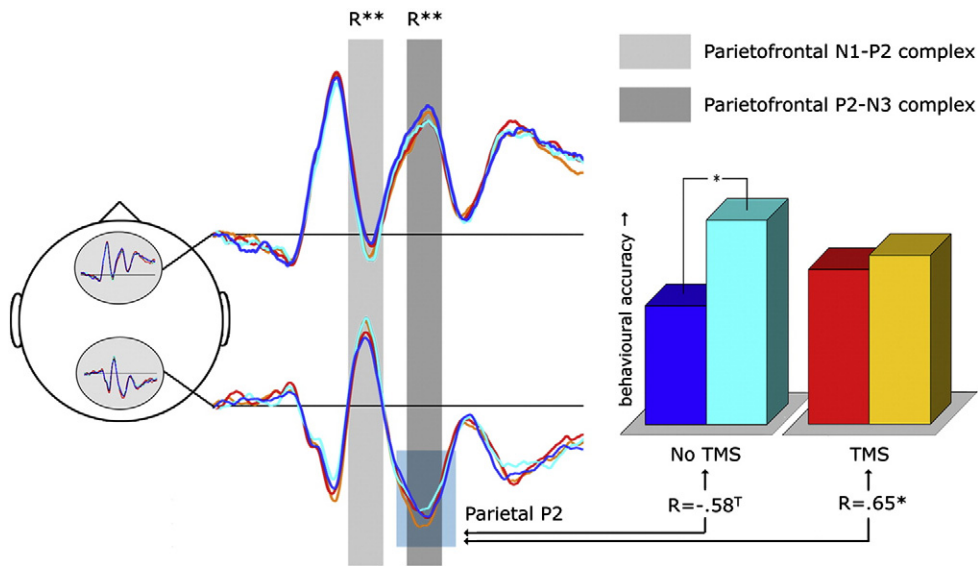 R** R**
Parietofrontal N1-P2 complex
Parietofrontal P2-N3 complex
*
behavioural accuracy →
No TMS TMS
Parietal P2
R=-.58ᵀ R=.65*